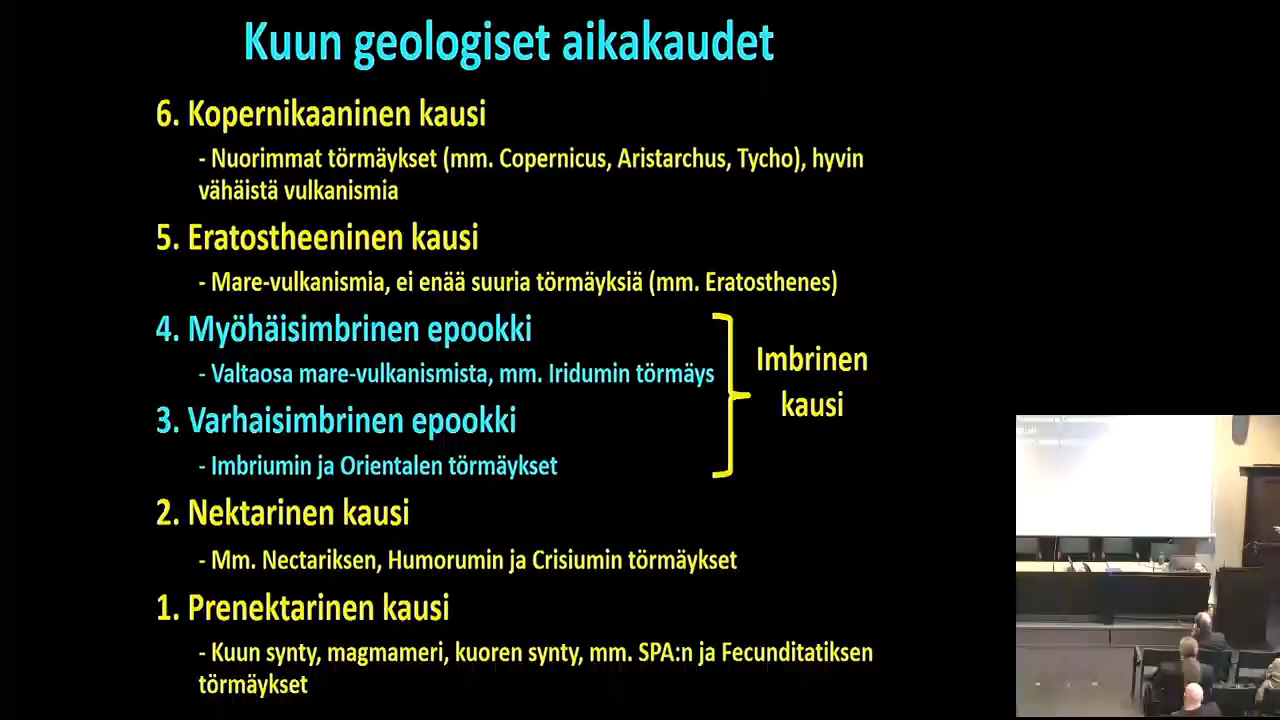 Kuun geologiset aikakaudet
6. Kopernikaaninen kausi
- Nuorimmat törmäykset (mm. Copernicus, Aristarchus, Tycho), hyvin
vähäistä vulkanismia
5. Eratostheeninen kausi
- Mare-vulkanismia, ei enää suuria törmäyksiä (mm. Eratosthenes)
4. Myöhäisimbrinen epookki
- Valtaosa mare-vulkanismista, mm. Iridumin törmäys
3. Varhaisimbrinen epookki
- Imbriumin ja Orientalen törmäykset
Imbrinen
kausi
2. Nektarinen kausi
- Mm. Nectariksen, Humorumin ja Crisiumin törmäykset
1. Prenektarinen kausi
- Kuun synty, magmameri, kuoren synty, mm. SPA:n ja Fecunditatiksen
törmäykset